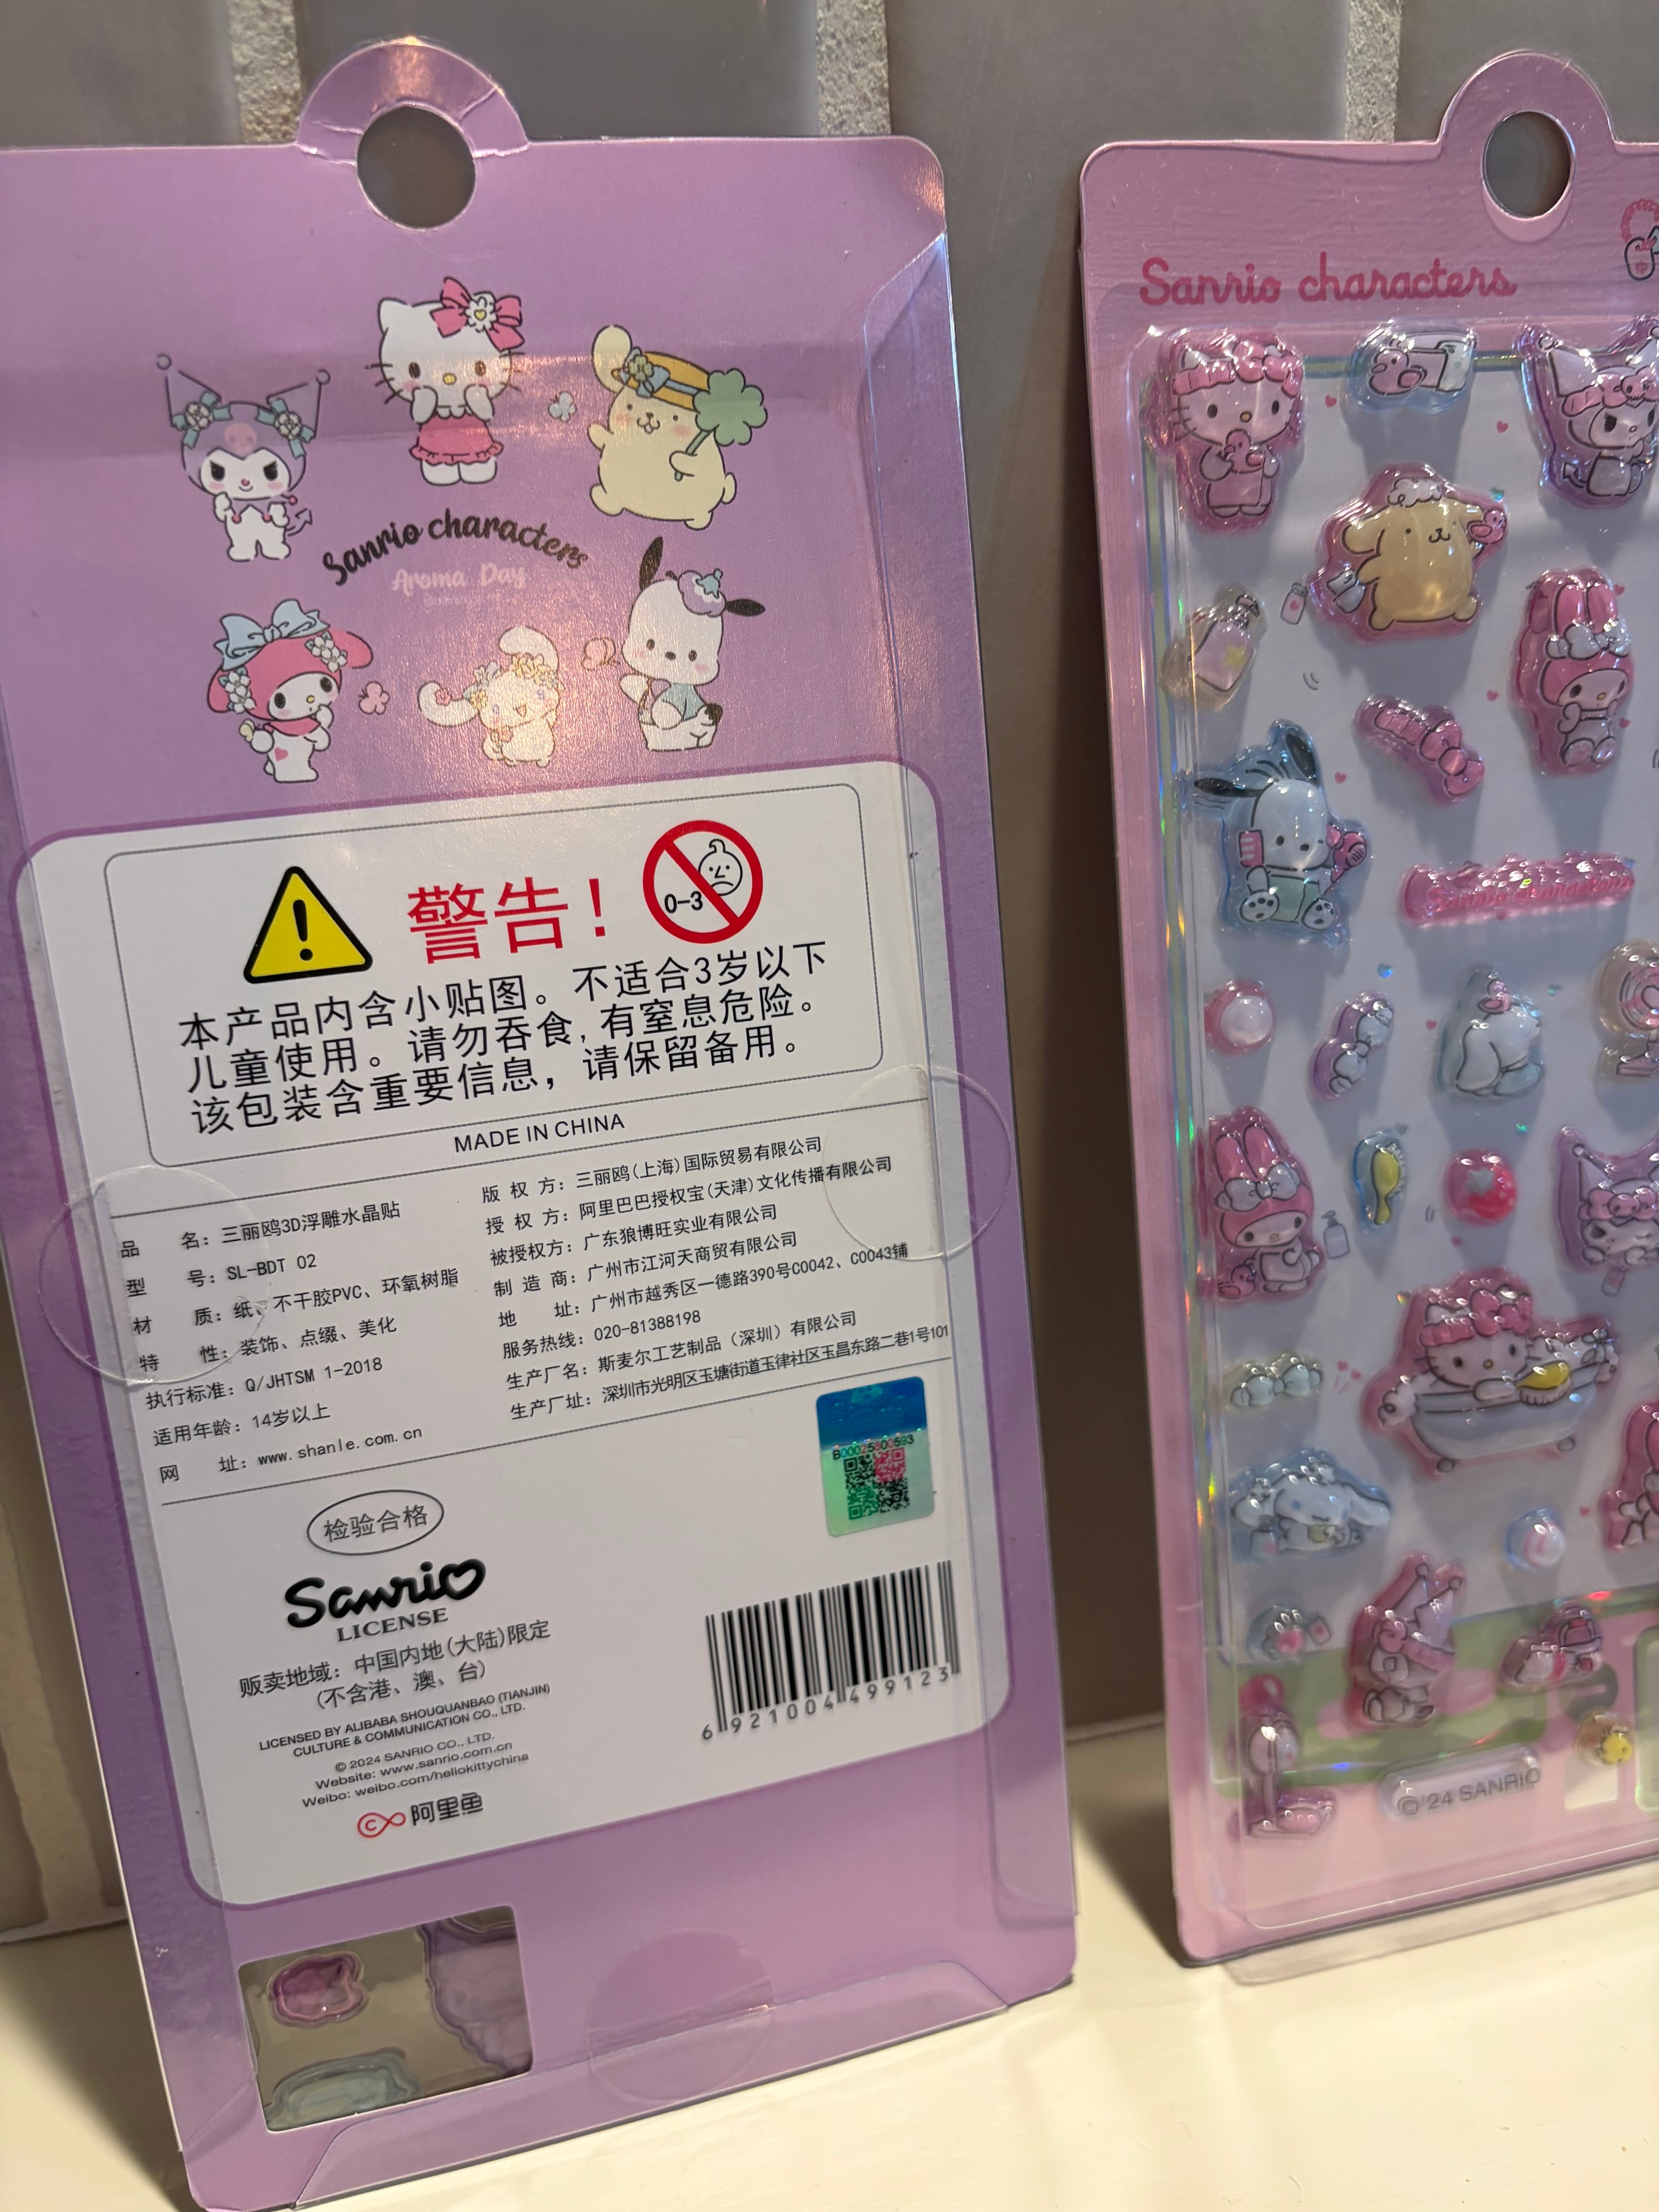 Sanrio characters
Aroma Day
警告！
0-3
本产品内含小贴图。不适合3岁以下
儿童使用。请勿吞食，有窒息危险。
该包装含重要信息，请保留备用。
MADE IN CHINA
品 名：三丽鸥3D浮雕水晶贴
型 号：SL-BDT 02
材 质：纸、不干胶PVC、环氧树脂
特 性：装饰、点缀、美化
执行标准：Q/JHTSM 1-2018
适用年龄：14岁以上
网 址：www.shanle.com.cn
版 权 方：三丽鸥(上海)国际贸易有限公司
授 权 方：阿里巴巴授权宝(天津)文化传播有限公司
被授权方：广东狼博旺实业有限公司
制 造 商：广州市江河天商贸有限公司
地 址：广州市越秀区一德路390号C0042、C0043铺
服务热线：020-81388198
生产厂名：斯麦尔工艺制品（深圳）有限公司
生产厂址：深圳市光明区玉塘街道玉律社区玉昌东路二巷1号101
B00025800593
检验合格
Sanrio
LICENSE
贩卖地域：中国内地(大陆)限定
(不含港、澳、台)
LICENSED BY ALIBABA SHOUQUANBAO (TIANJIN)
CULTURE & COMMUNICATION CO., LTD.
© 2024 SANRIO CO., LTD.
Website: www.sanrio.com.cn
Weibo: weibo.com/hellokittychina
阿里鱼
6921004499123
Sanrio characters
Sanrio characters
©'24 SANRIO